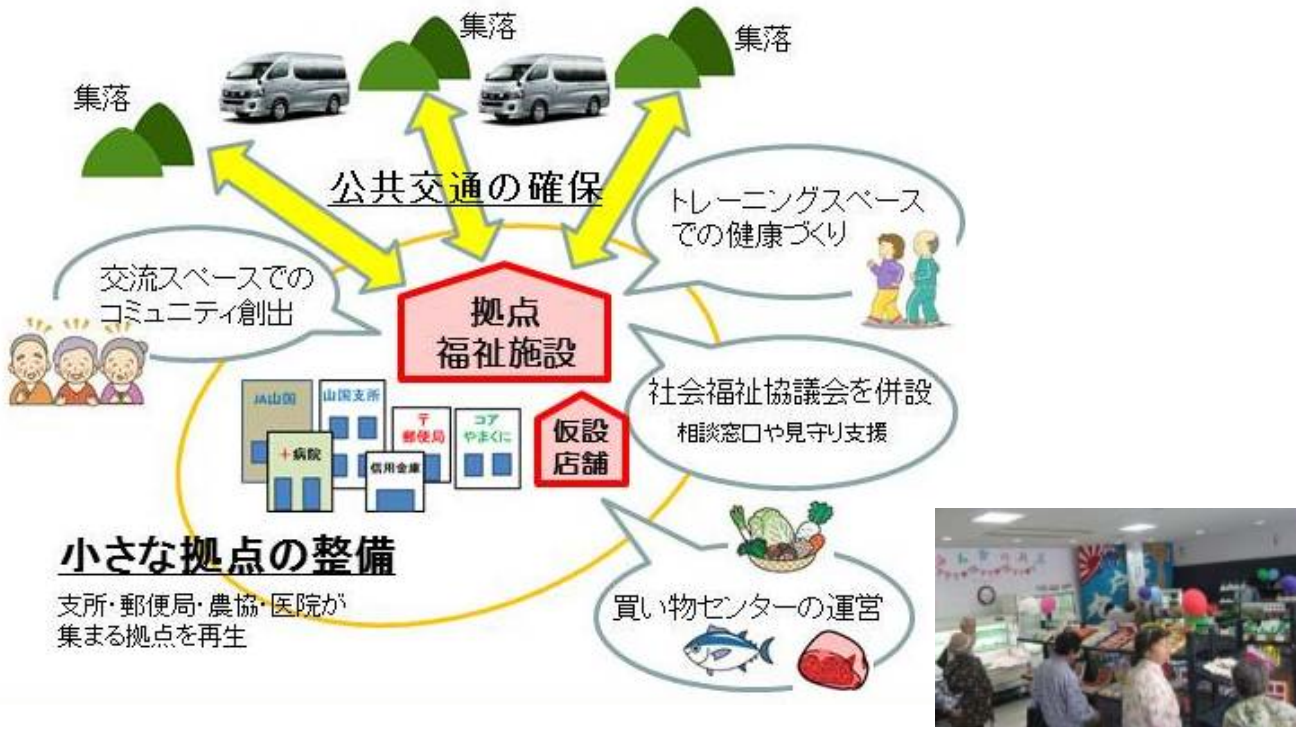 集落
集落
集落
公共交通の確保
トレーニングスペース
での健康づくり
交流スペースでの
コミュニティ創出
拠点
福祉施設
社会福祉協議会を併設
相談窓口や見守り支援
JA山国
山国支所
〒
郵便局
コア
やまくに
仮設
店舗
+病院
信用金庫
小さな拠点の整備
支所・郵便局・農協・医院が
集まる拠点を再生
買い物センターの運営